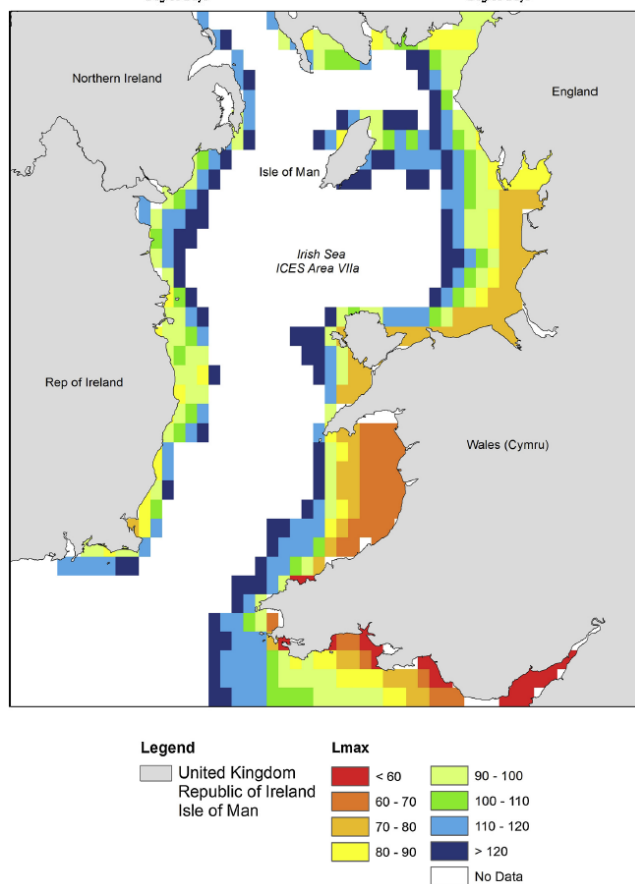 Northern Ireland
England
Isle of Man
Irish Sea
ICES Area VIIa
Rep of Ireland
Wales (Cymru)
Legend
United Kingdom
Republic of Ireland
Isle of Man
Lmax
< 60
60 - 70
70 - 80
80 - 90
90 - 100
100 - 110
110 - 120
> 120
No Data